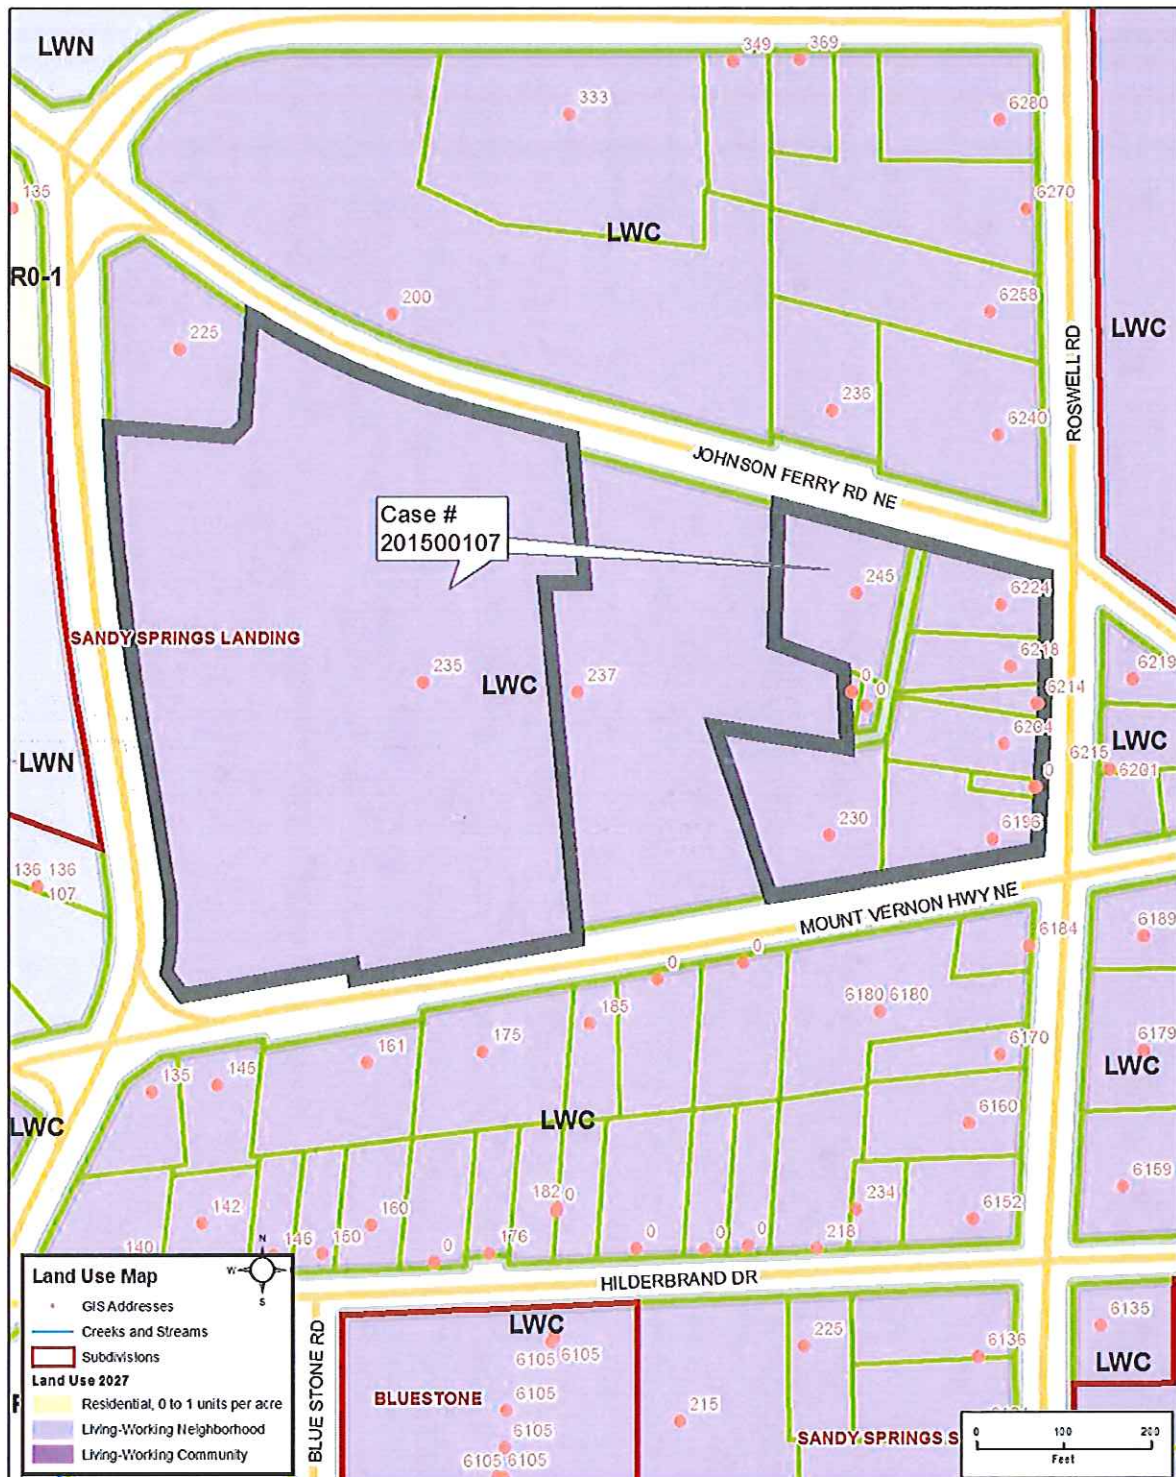 LWN
349
369
333
6280
135
6270
LWC
R0-1
200
6258
LWC
225
236
6240
ROSWELL RD
JOHNSON FERRY RD NE
Case #
201500107
245
6224
SANDY SPRINGS LANDING
6218
6219
235
0
0
6214
LWC
237
6204
LWN
6215
LWC
0
6201
230
6196
136 136
107
MOUNT VERNON HWY NE
6184
6189
0
0
6180 6180
185
175
6170
6179
161
145
135
LWC
LWC
LWC
6160
6159
182 0
234
6152
142
160
140
146
150
0
176
0
0
0
218
HILDERBRAND DR
Land Use Map
N
W
S
GIS Addresses
Creeks and Streams
Subdivisions
Land Use 2027
Residential, 0 to 1 units per acre
Living-Working Neighborhood
Living-Working Community
BLUE STONE RD
LWC
6105 6105
225
6135
6136
LWC
BLUESTONE
6105
215
6105
SANDY SPRINGS S
6105 6105
0 100 200
Feet